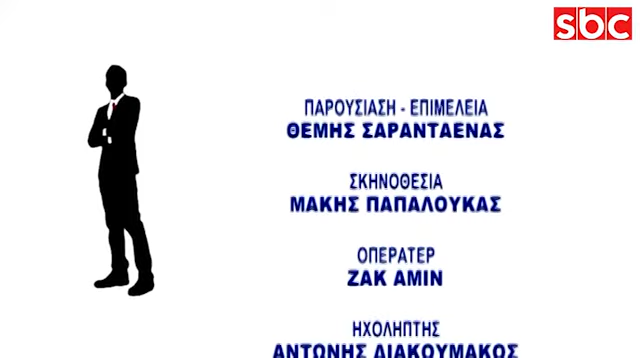 sbc
ΠΑΡΟΥΣΙΑΣΗ - ΕΠΙΜΕΛΕΙΑ
ΘΕΜΗΣ ΣΑΡΑΝΤΑΕΝΑΣ
ΣΚΗΝΟΘΕΣΙΑ
ΜΑΚΗΣ ΠΑΠΑΛΟΥΚΑΣ
ΟΠΕΡΑΤΕΡ
ΖΑΚ ΑΜΙΝ
ΗΧΟΛΗΠΤΗΣ
ΑΝΤΩΝΗΣ ΔΙΑΚΟΥΜΑΚΟΣ